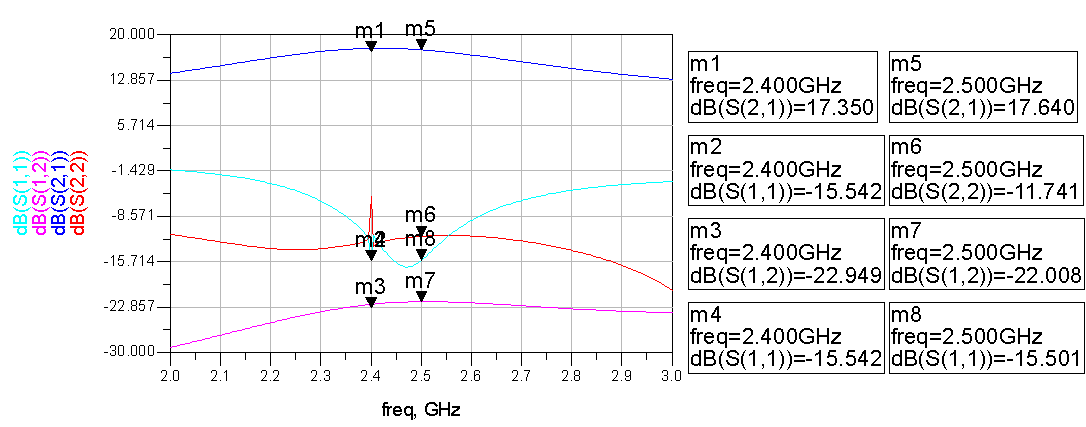 m1
m5
20.000
12.857
5.714
-1.429
-8.571
-15.714
-22.857
-30.000
dB(S(1,1))
dB(S(1,2))
dB(S(2,1))
dB(S(2,2))
m6
m8
m3
m7
2.0
2.1
2.2
2.3
2.4
2.5
2.6
2.7
2.8
2.9
3.0
freq, GHz
m1
freq=2.400GHz
dB(S(2,1))=17.350
m5
freq=2.500GHz
dB(S(2,1))=17.640
m2
freq=2.400GHz
dB(S(1,1))=-15.542
m6
freq=2.500GHz
dB(S(2,2))=-11.741
m3
freq=2.400GHz
dB(S(1,2))=-22.949
m7
freq=2.500GHz
dB(S(1,2))=-22.008
m4
freq=2.400GHz
dB(S(1,1))=-15.542
m8
freq=2.500GHz
dB(S(1,1))=-15.501